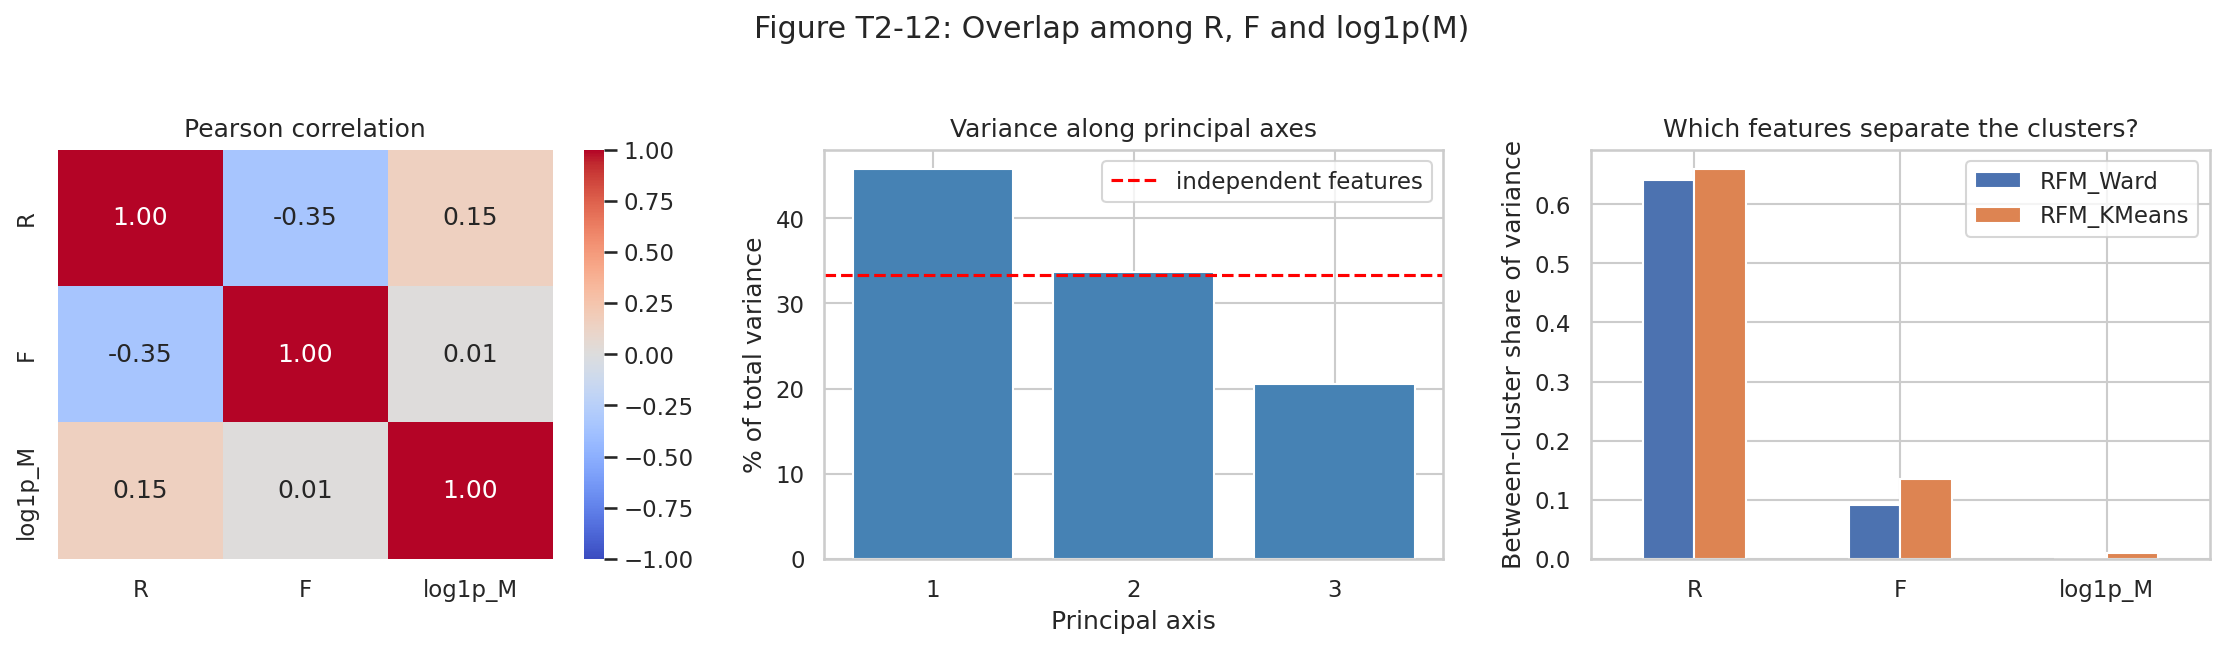 Figure T2-12: Overlap among R, F and log1p(M)
Pearson correlation
R
F
log1p_M
1.00
-0.35
0.15
-0.35
1.00
0.01
0.15
0.01
1.00
R
F
log1p_M
1.00
0.75
0.50
0.25
0.00
−0.25
−0.50
−0.75
−1.00
Variance along principal axes
% of total variance
40
30
20
10
0
independent features
1
2
3
Principal axis
Which features separate the clusters?
Between-cluster share of variance
0.6
0.5
0.4
0.3
0.2
0.1
0.0
RFM_Ward
RFM_KMeans
R
F
log1p_M